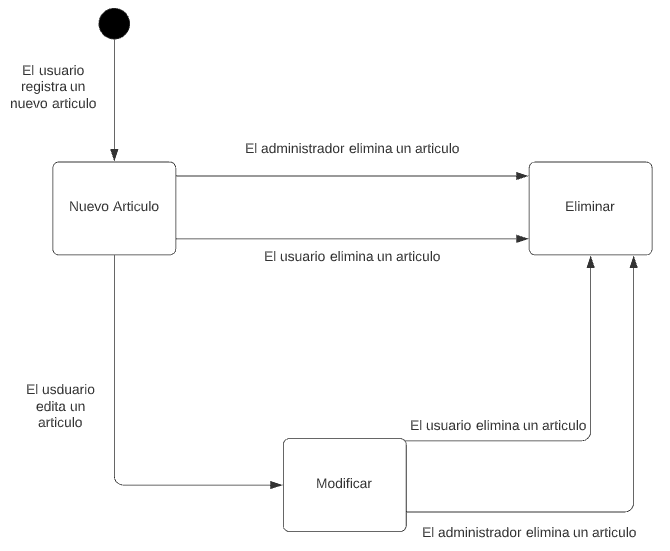 El usuario
registra un
nuevo articulo
El administrador elimina un articulo
Nuevo Articulo
Eliminar
El usuario elimina un articulo
El usduario
edita un
articulo
El usuario elimina un articulo
Modificar
El administrador elimina un articulo